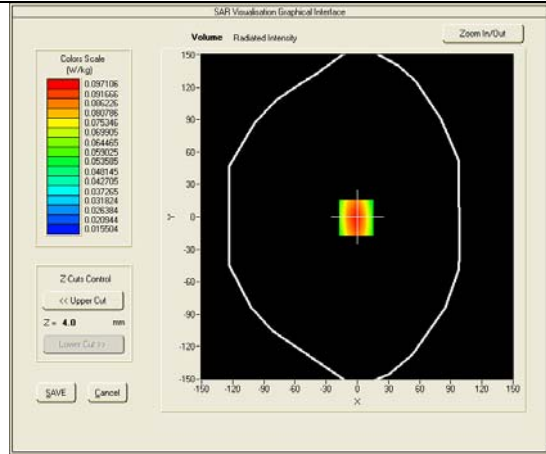 SAR Visualisation Graphical Interface
Volume Radiated Intensity
Zoom In/Out
Colors Scale
(W/kg)
0.097106
0.091666
0.086226
0.080786
0.075346
0.069905
0.064465
0.059025
0.053585
0.048145
0.042705
0.037265
0.031824
0.026384
0.020944
0.015504
Z-Cuts Control
<< Upper Cut
Z = 4.0 mm
Lower Cut >>
SAVE Cancel
150
120
90
60
30
0
-30
-60
-90
-120
-150
Y
-150 -120 -90 -60 -30 0 30 60 90 120 150
X